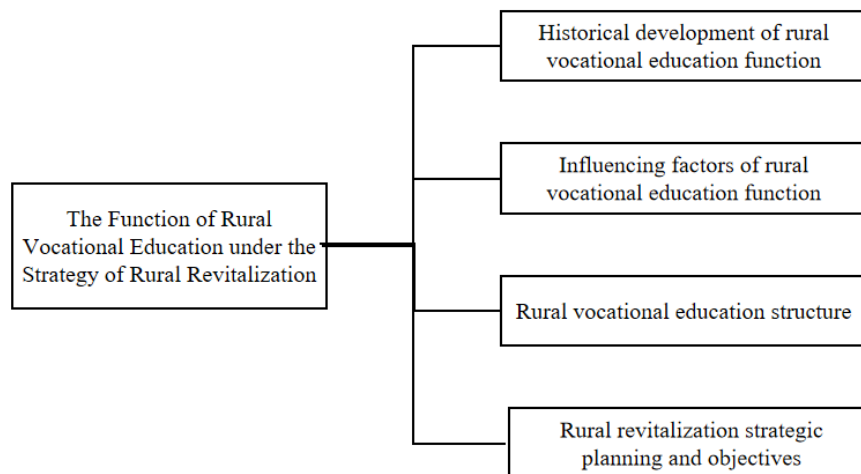 Historical development of rural
vocational education function
Influencing factors of rural
vocational education function
The Function of Rural
Vocational Education under the
Strategy of Rural Revitalization
Rural vocational education structure
Rural revitalization strategic
planning and objectives